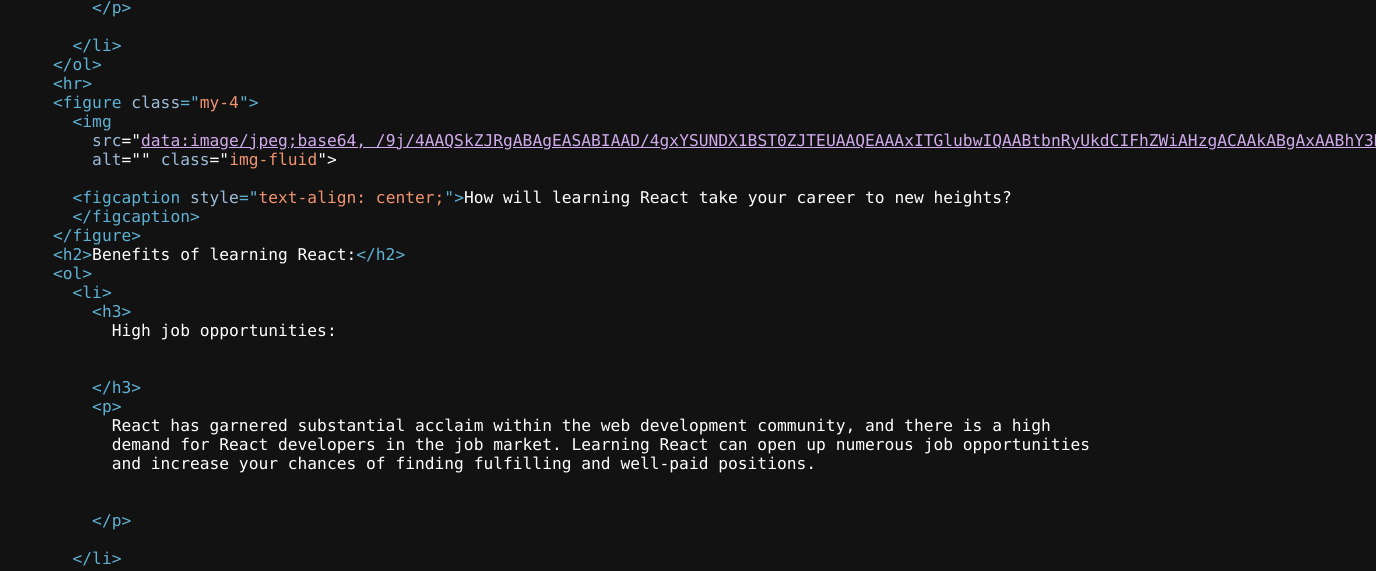 </p>
</li>
</ol>
<hr>
<figure class="my-4">
<img
src="data:image/jpeg;base64, /9j/4AAQSkZJRgABAgEASABIAAD/4gxYSUNDX1BST0ZJTEUAAQEAAAxITGlubwIQAABtbnRyUkdCIFhZWiAHzgACAAkABgAxAABhY3
alt="" class="img-fluid">
<figcaption style="text-align: center;">How will learning React take your career to new heights?
</figcaption>
</figure>
<h2>Benefits of learning React:</h2>
<ol>
<li>
<h3>
High job opportunities:
</h3>
<p>
React has garnered substantial acclaim within the web development community, and there is a high
demand for React developers in the job market. Learning React can open up numerous job opportunities
and increase your chances of finding fulfilling and well-paid positions.
</p>
</li>